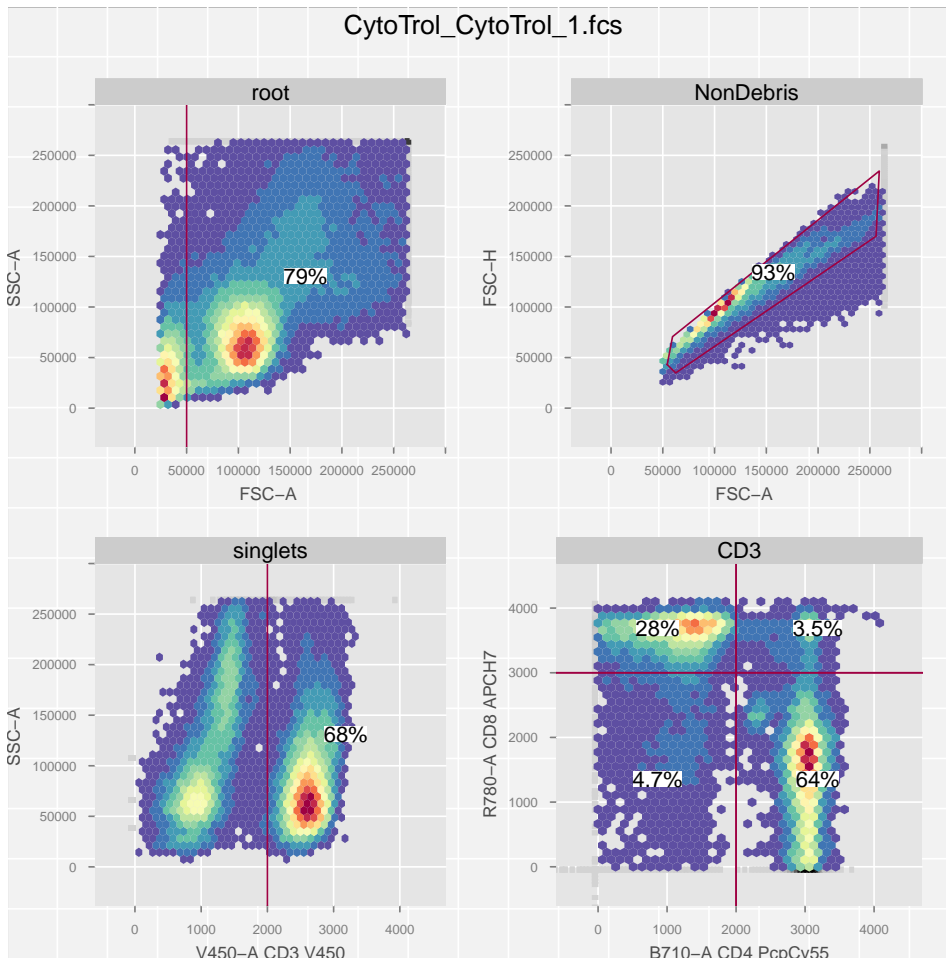 CytoTrol_CytoTrol_1.fcs
root
SSC−A
250000
200000
150000
100000
50000
0
79%
0 50000 100000 150000 200000 250000
FSC−A
NonDebris
FSC−H
250000
200000
150000
100000
50000
0
93%
0 50000 100000 150000 200000 250000
FSC−A
singlets
SSC−A
250000
200000
150000
100000
50000
0
68%
0 1000 2000 3000 4000
V450−A CD3 V450
CD3
R780−A CD8 APCH7
4000
3000
2000
1000
0
28% 3.5%
4.7% 64%
0 1000 2000 3000 4000
B710−A CD4 PcpCy55